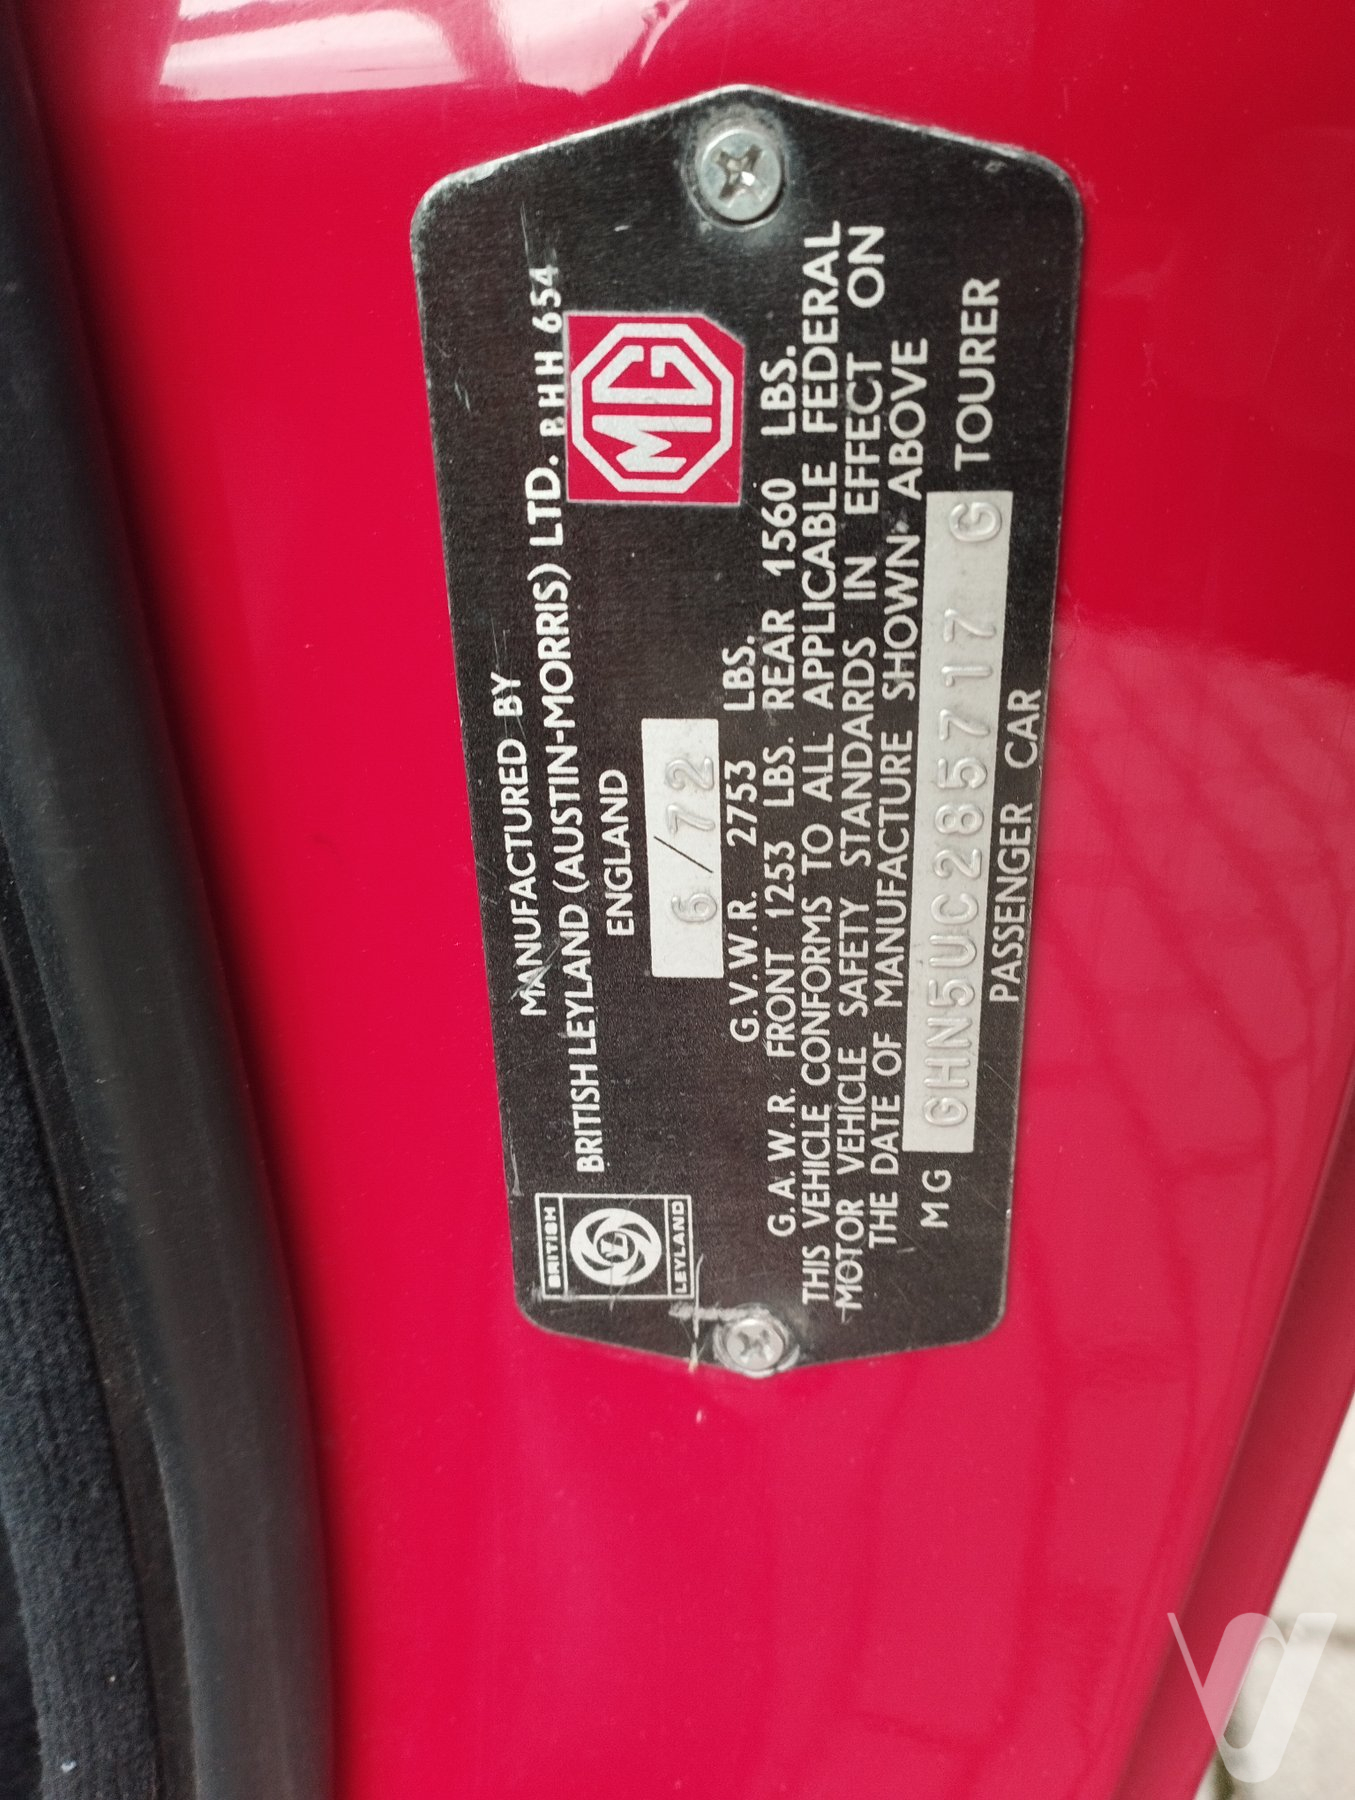 MANUFACTURED BY
BRITISH LEYLAND (AUSTIN-MORRIS) LTD. BHH 654
ENGLAND
BRITISH
LEYLAND
MG
6/72
G.V.W.R. 2753 LBS.
G.A.W.R. FRONT 1253 LBS. REAR 1560 LBS.
THIS VEHICLE CONFORMS TO ALL APPLICABLE FEDERAL
MOTOR VEHICLE SAFETY STANDARDS IN EFFECT ON
THE DATE OF MANUFACTURE SHOWN ABOVE
MG GHN5UC285717 G TOURER
PASSENGER CAR